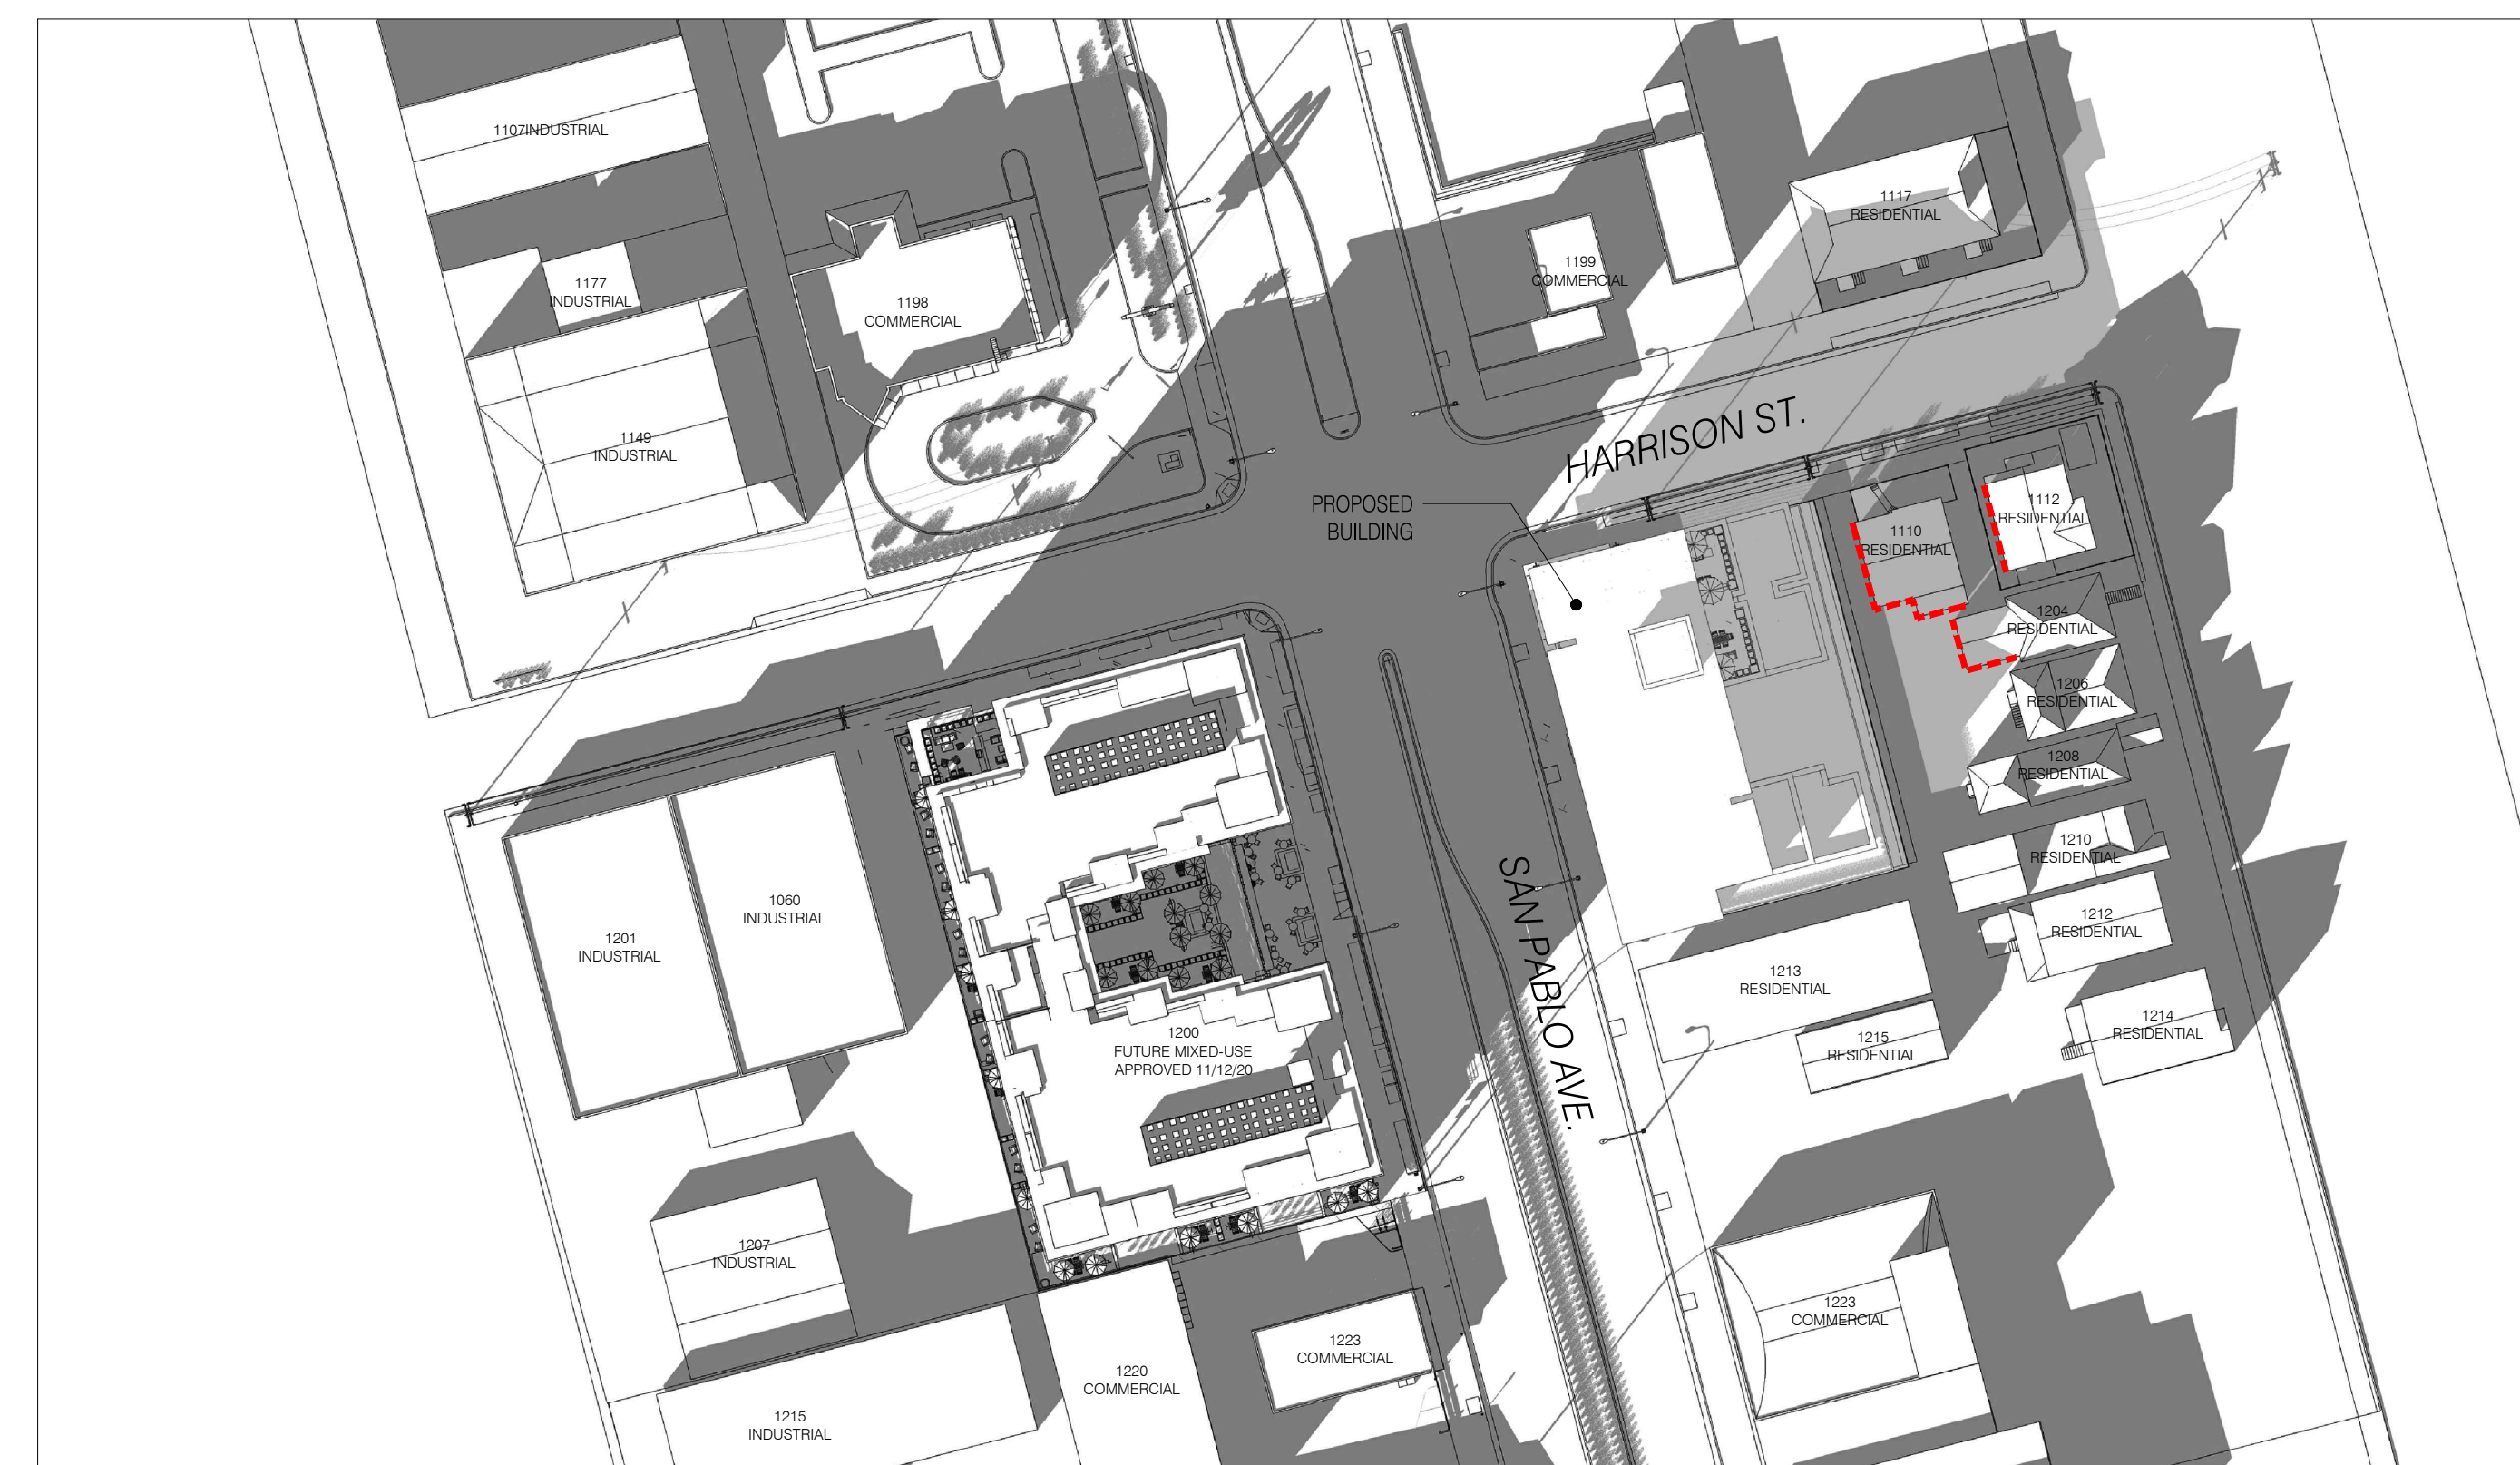 1107INDUSTRIAL
1177
INDUSTRIAL
1198
COMMERCIAL
1149
INDUSTRIAL
1199
COMMERCIAL
1117
RESIDENTIAL
HARRISON ST.
PROPOSED
BUILDING
1110
RESIDENTIAL
1112
RESIDENTIAL
1204
RESIDENTIAL
1206
RESIDENTIAL
1208
RESIDENTIAL
1210
RESIDENTIAL
1212
RESIDENTIAL
1213
RESIDENTIAL
1214
RESIDENTIAL
1215
RESIDENTIAL
SAN PABLO AVE.
1060
INDUSTRIAL
1201
INDUSTRIAL
1200
FUTURE MIXED-USE
APPROVED 11/12/20
1207
INDUSTRIAL
1215
INDUSTRIAL
1220
COMMERCIAL
1223
COMMERCIAL
1223
COMMERCIAL